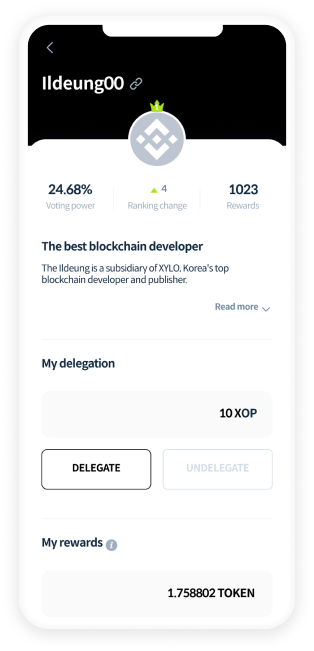 Ildeung00
1
24.68%
Voting power
4
Ranking change
1023
Rewards
The best blockchain developer
The Ildeung is a subsidiary of XYLO, Korea's top
blockchain developer and publisher.
Read more
My delegation
10 XOP
DELEGATE
UNDELEGATE
My rewards i
1.758802 TOKEN